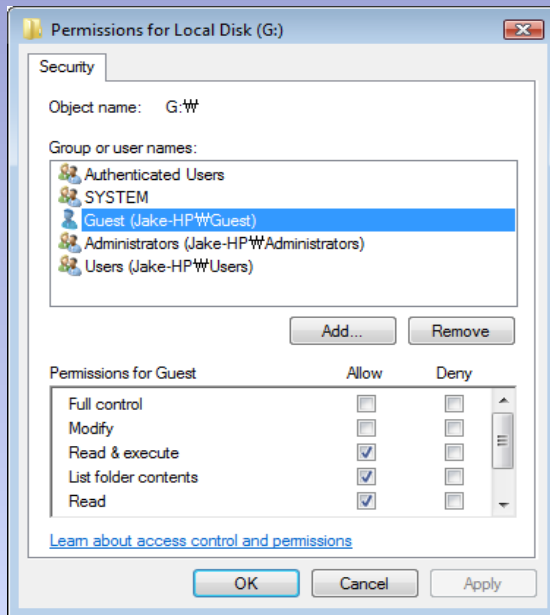 Permissions for Local Disk (G:)
Security
Object name: G:₩
Group or user names:
Authenticated Users
SYSTEM
Guest (Jake-HP₩Guest)
Administrators (Jake-HP₩Administrators)
Users (Jake-HP₩Users)
Add... Remove
Permissions for Guest Allow Deny
Full control
Modify
Read & execute
List folder contents
Read
Learn about access control and permissions
OK Cancel Apply